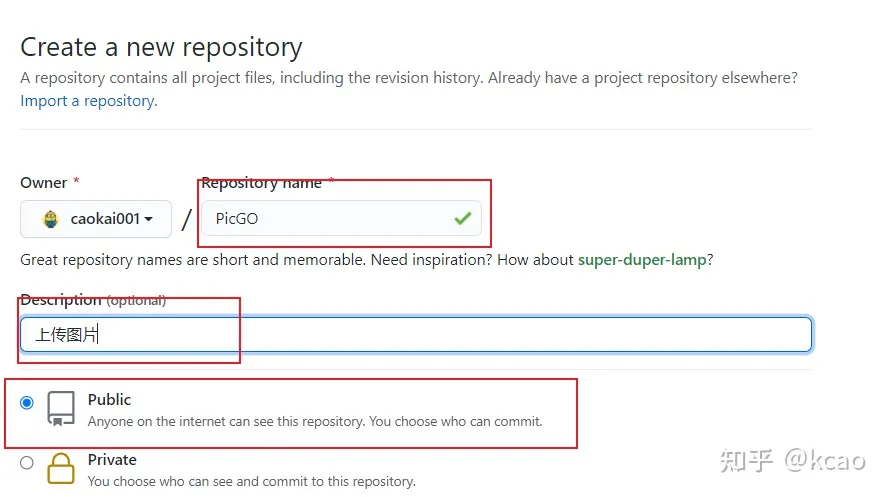 Create a new repository
A repository contains all project files, including the revision history. Already have a project repository elsewhere?
Import a repository.
Owner * Repository name *
caokai001 / PicGO
Great repository names are short and memorable. Need inspiration? How about super-duper-lamp?
Description (optional)
上传图片
Public
Anyone on the internet can see this repository. You choose who can commit.
Private
You choose who can see and commit to this repository.
知乎 @kcao